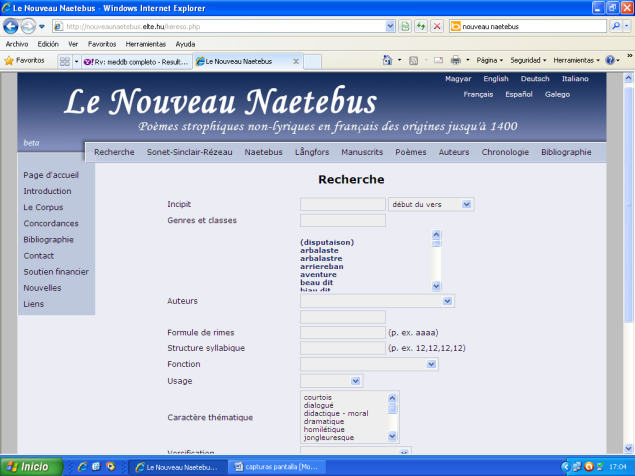 Le Nouveau Naetebus - Windows Internet Explorer
http://nouveaunaetebus.elte.hu/kereso.php
nouveau naetebus
Archivo Edición Ver Favoritos Herramientas Ayuda
Favoritos
Rv: meddb completo - Result...
Le Nouveau Naetebus
Página
Seguridad
Herramientas
Magyar English Deutsch Italiano
Français Español Galego
Le Nouveau Naetebus
Poèmes strophiques non-lyriques en français des origines jusqu'à 1400
beta
Recherche Sonet-Sinclair-Rézeau Naetebus Långfors Manuscrits Poèmes Auteurs Chronologie Bibliographie
Page d'accueil
Introduction
Le Corpus
Concordances
Bibliographie
Contact
Soutien financier
Nouvelles
Liens
Recherche
Incipit
début du vers
Genres et classes
(disputaison)
arbalaste
arbalastre
arriereban
aventure
beau dit
biau dit
Auteurs
Formule de rimes
(p. ex. aaaa)
Structure syllabique
(p. ex. 12,12,12,12)
Fonction
Usage
Caractère thématique
courtois
dialogué
didactique - moral
dramatique
homilétique
jongleuresque
Versification
Inicio
Le Nouveau Naetebu...
capturas pantalla [Mo...
17:04